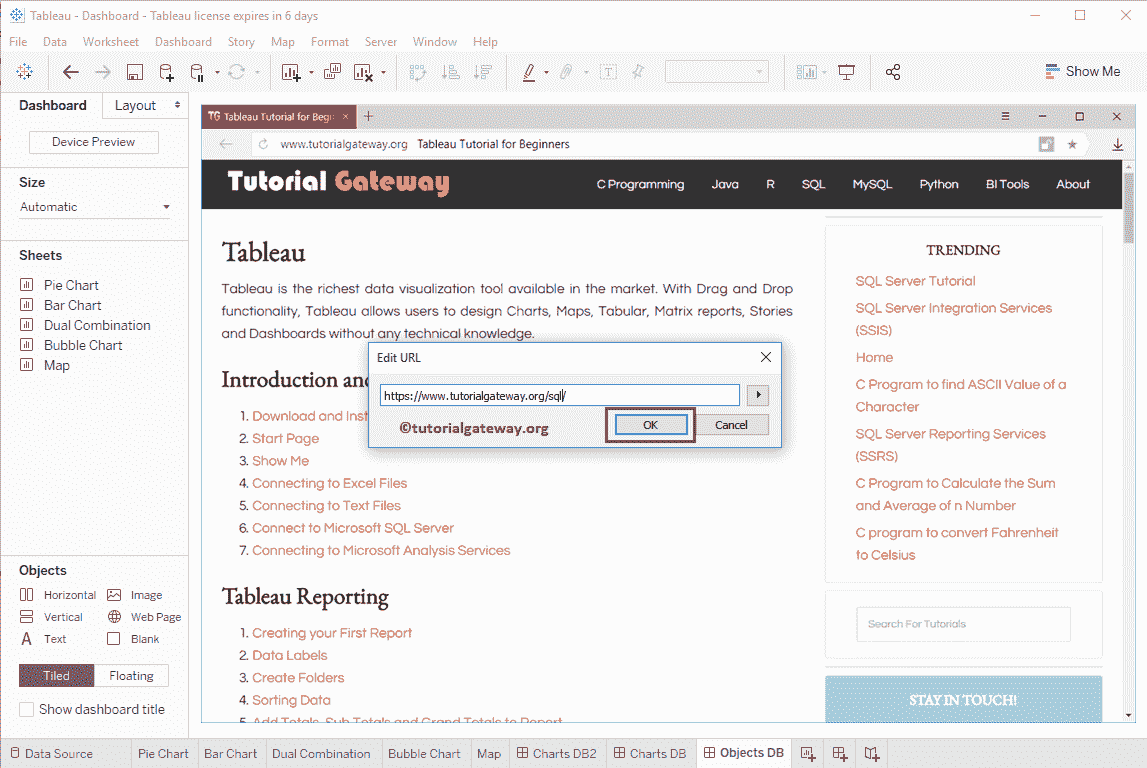 Tableau - Dashboard - Tableau license expires in 6 days
File Data Worksheet Dashboard Story Map Format Server Window Help
Show Me
Dashboard Layout
Device Preview
Size
Automatic
Sheets
Pie Chart
Bar Chart
Dual Combination
Bubble Chart
Map
Objects
Horizontal Image
Vertical Web Page
A Text Blank
Tiled Floating
Show dashboard title
TG Tableau Tutorial for Begi
www.tutorialgateway.org Tableau Tutorial for Beginners
Tutorial Gateway
C Programming Java R SQL MySQL Python BI Tools About
Tableau
Tableau is the richest data visualization tool available in the market. With Drag and Drop
functionality, Tableau allows users to design Charts, Maps, Tabular, Matrix reports, Stories
and Dashboards without any technical knowledge.
Introduction an
1. Download and Inst
2. Start Page
3. Show Me
4. Connecting to Excel Files
5. Connecting to Text Files
6. Connect to Microsoft SQL Server
7. Connecting to Microsoft Analysis Services
Tableau Reporting
1. Creating your First Report
2. Data Labels
3. Create Folders
4. Sorting Data
5. Add Totals, Sub Totals and Grand Totals to Report
Edit URL
https://www.tutorialgateway.org/sql/
©tutorialgateway.org
OK Cancel
TRENDING
SQL Server Tutorial
SQL Server Integration Services
(SSIS)
Home
C Program to find ASCII Value of a
Character
SQL Server Reporting Services
(SSRS)
C Program to Calculate the Sum
and Average of n Number
C program to convert Fahrenheit
to Celsius
Search For Tutorials
STAY IN TOUCH!
Data Source Pie Chart Bar Chart Dual Combination Bubble Chart Map Charts DB2 Charts DB Objects DB